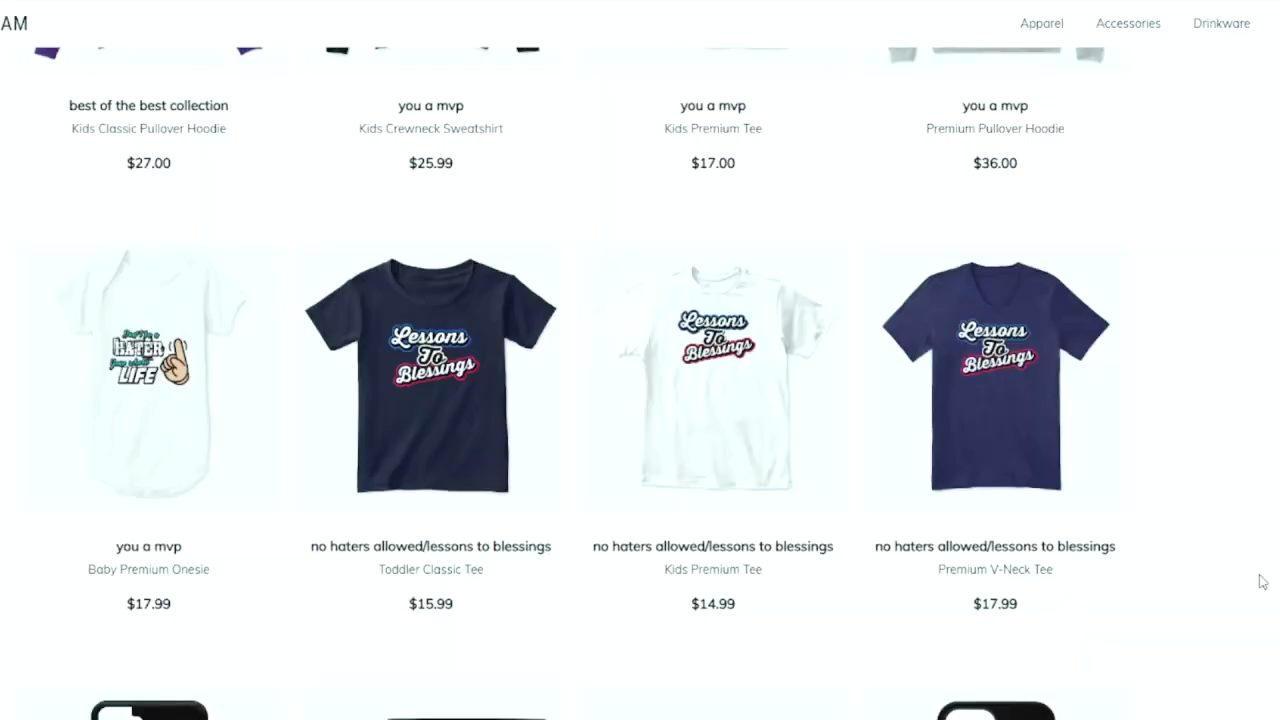 AM
Apparel Accessories Drinkware
best of the best collection
Kids Classic Pullover Hoodie
$27.00
you a mvp
Kids Crewneck Sweatshirt
$25.99
you a mvp
Kids Premium Tee
$17.00
you a mvp
Premium Pullover Hoodie
$36.00
HATER
LIFE
Lessons
To
Blessings
Lessons
To
Blessings
Lessons
To
Blessings
you a mvp
Baby Premium Onesie
$17.99
no haters allowed/lessons to blessings
Toddler Classic Tee
$15.99
no haters allowed/lessons to blessings
Kids Premium Tee
$14.99
no haters allowed/lessons to blessings
Premium V-Neck Tee
$17.99